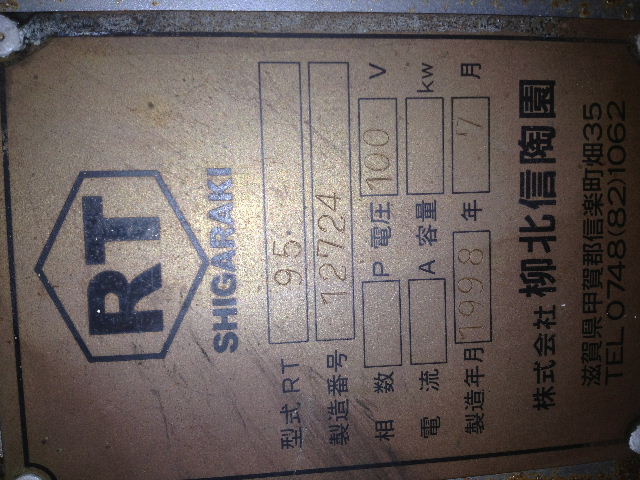 RT
SHIGARAKI
型式 RT 95.
製造番号 12724
相数 P 電圧 100 V
電流 A 容量 kw
製造年月 1998 年 7 月
株式会社 柳北信陶園
滋賀県甲賀郡信楽町畑35
TEL 0748(82)1062